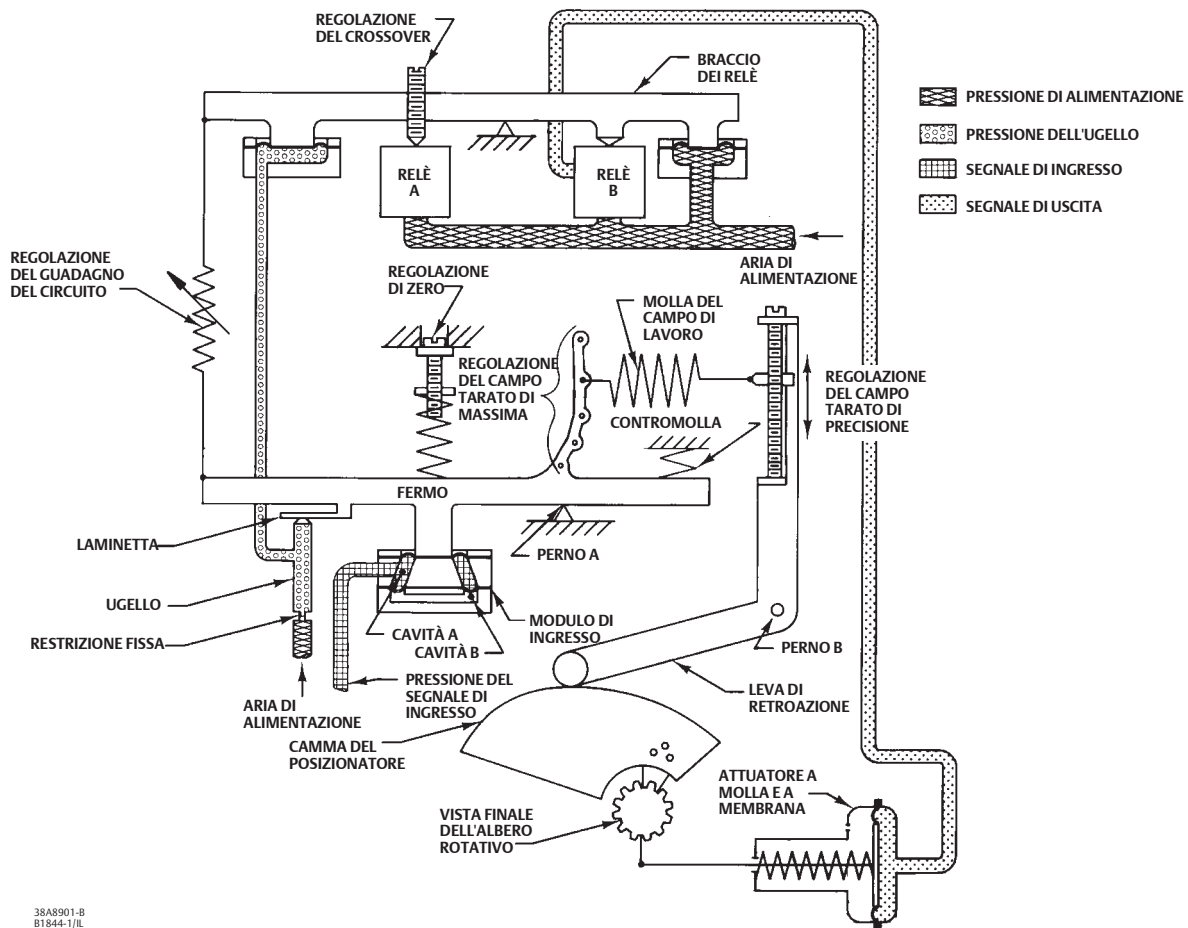 REGOLAZIONE
DEL CROSSOVER
BRACCIO
DEI RELÈ
PRESSIONE DI ALIMENTAZIONE
PRESSIONE DELL'UGELLO
SEGNALE DI INGRESSO
SEGNALE DI USCITA
RELÈ
A
RELÈ
B
ARIA DI
ALIMENTAZIONE
REGOLAZIONE
DEL GUADAGNO
DEL CIRCUITO
REGOLAZIONE
DI ZERO
MOLLA DEL
CAMPO DI
LAVORO
REGOLAZIONE
DEL CAMPO
TARATO DI
MASSIMA
REGOLAZIONE
DEL CAMPO
TARATO DI
PRECISIONE
CONTROMOLLA
FERMO
LAMINETTA
PERNO A
UGELLO
RESTRIZIONE FISSA
CAVITÀ A
CAVITÀ B
MODULO DI
INGRESSO
PERNO B
ARIA DI
ALIMENTAZIONE
PRESSIONE DEL
SEGNALE DI
INGRESSO
LEVA DI
RETROAZIONE
CAMMA DEL
POSIZIONATORE
ATTUATORE A
MOLLA E A
MEMBRANA
VISTA FINALE
DELL'ALBERO
ROTATIVO
38A8901-B
B1844-1/IL